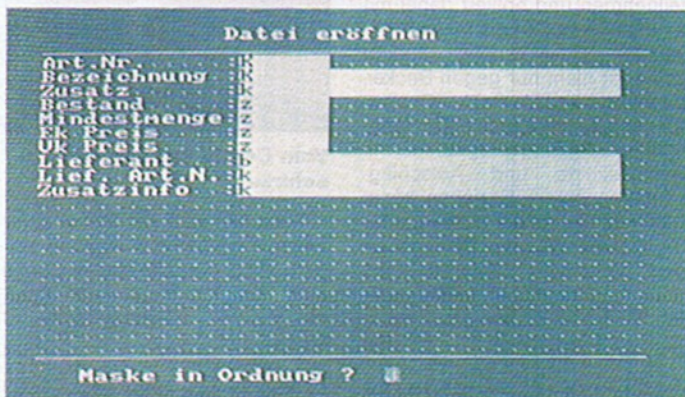 Datei eröffnen
Art.Nr. :k
Bezeichnung :k
Zusatz :k
Bestand :z
Mindestmenge:z
Ek Preis :z
Vk Preis :z
Lieferant :b
Lief. Art.N.:k
Zusatzinfo :k
Maske in Ordnung ?